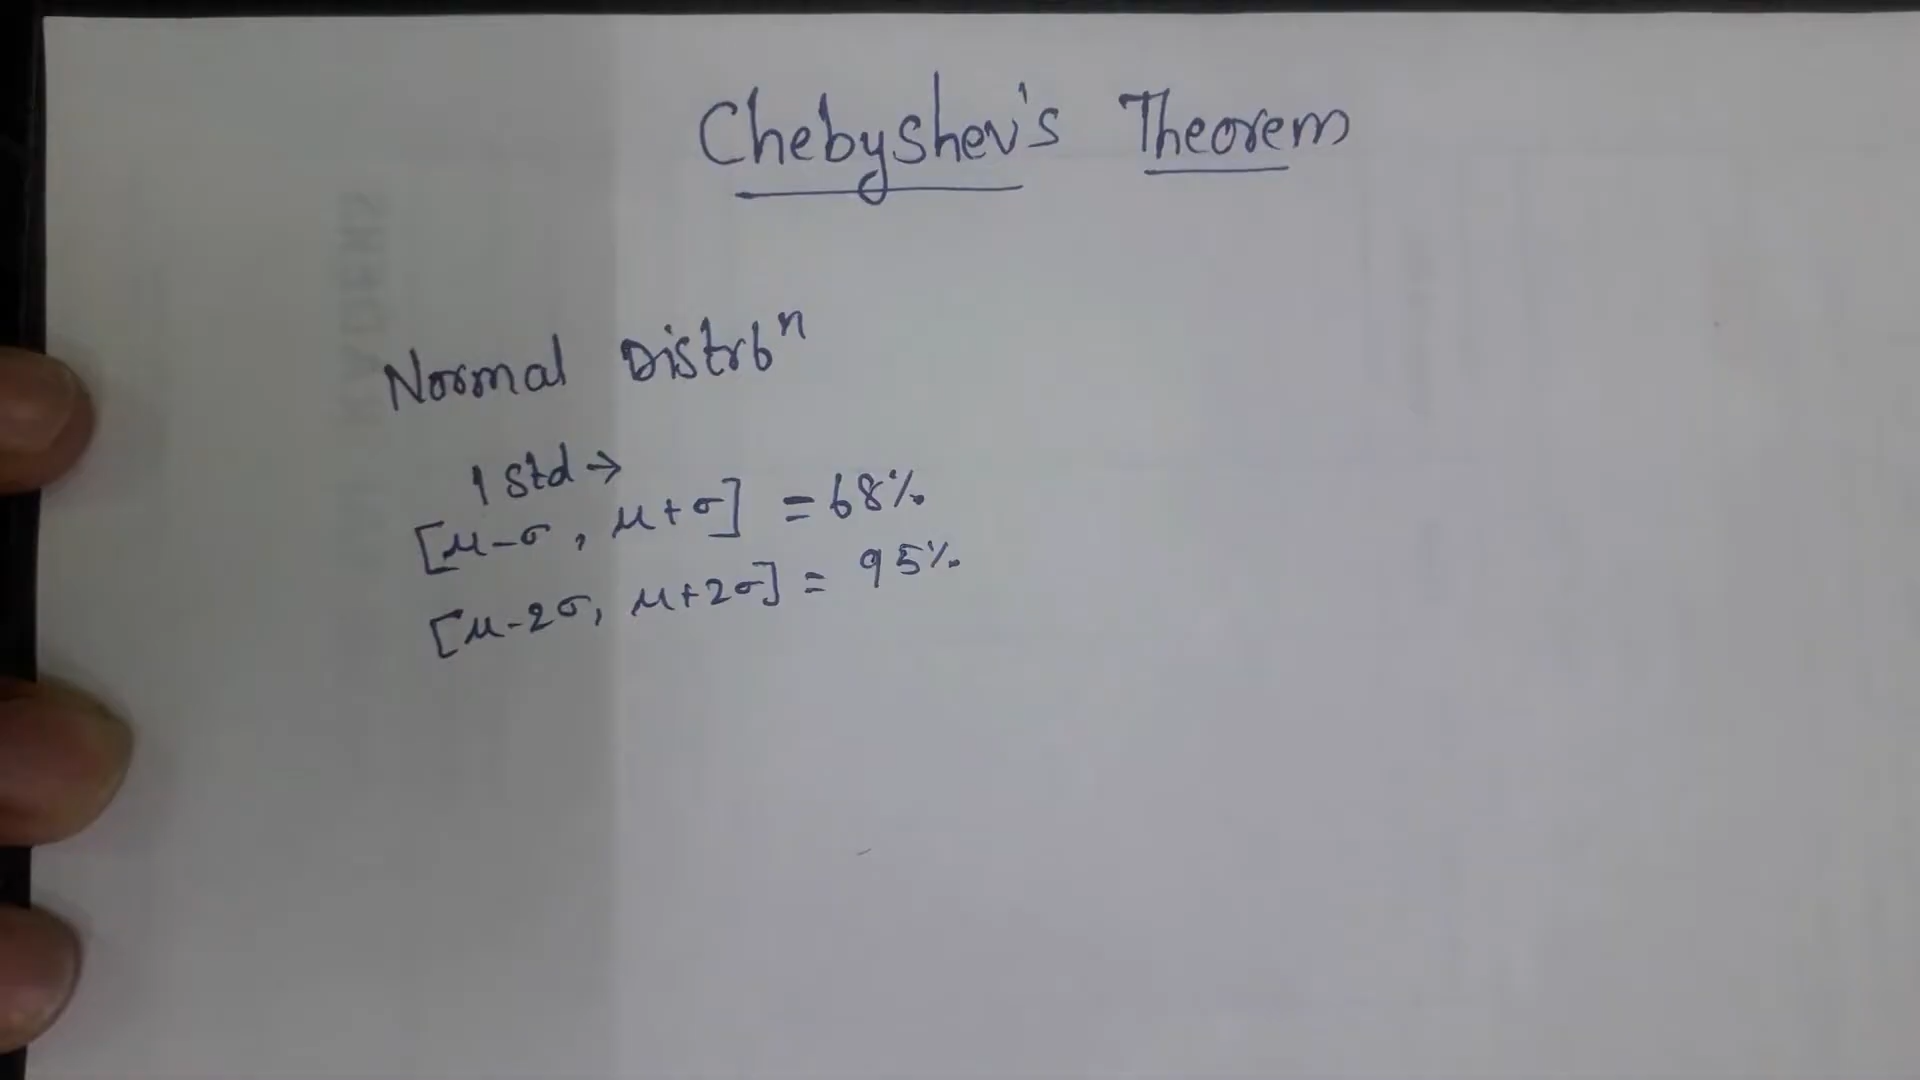 Chebyshev's Theorem
Normal Distrbⁿ
1 Std →
[μ-σ, μ+σ] = 68%
[μ-2σ, μ+2σ] = 95%